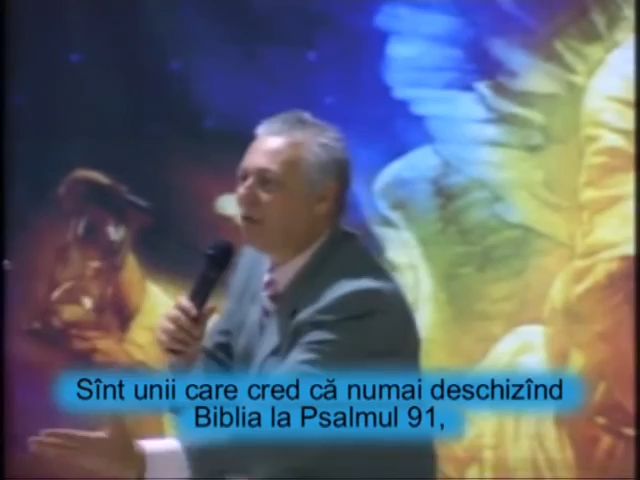 Sînt unii care cred că numai deschizînd
Biblia la Psalmul 91,